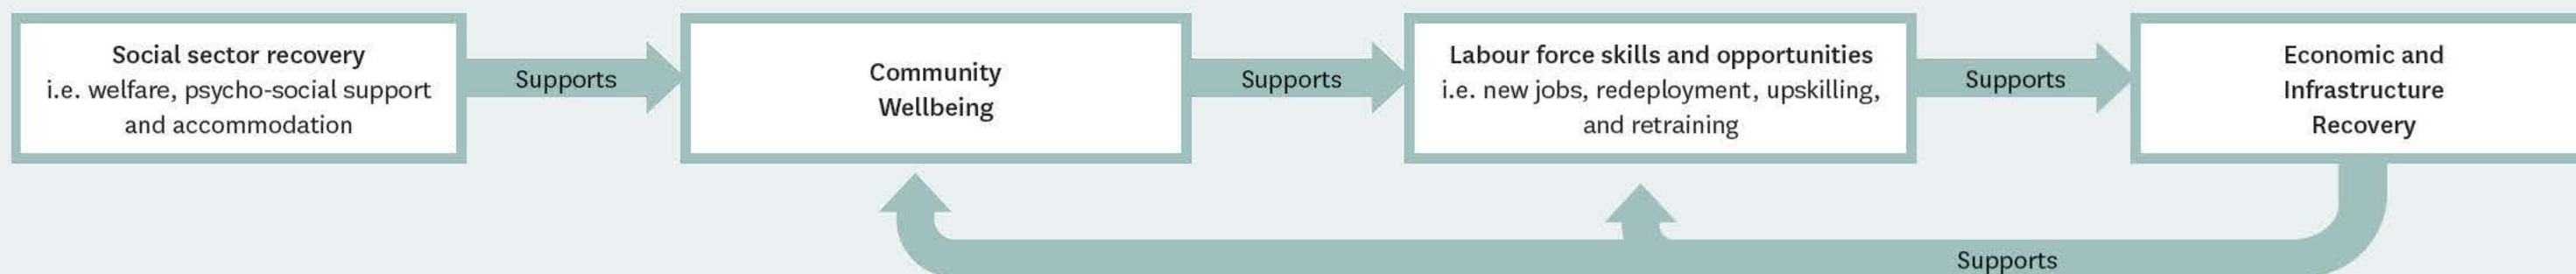 Social sector recovery
i.e. welfare, psycho-social support
and accommodation
Supports
Community
Wellbeing
Supports
Labour force skills and opportunities
i.e. new jobs, redeployment, upskilling,
and retraining
Supports
Economic and
Infrastructure
Recovery
Supports